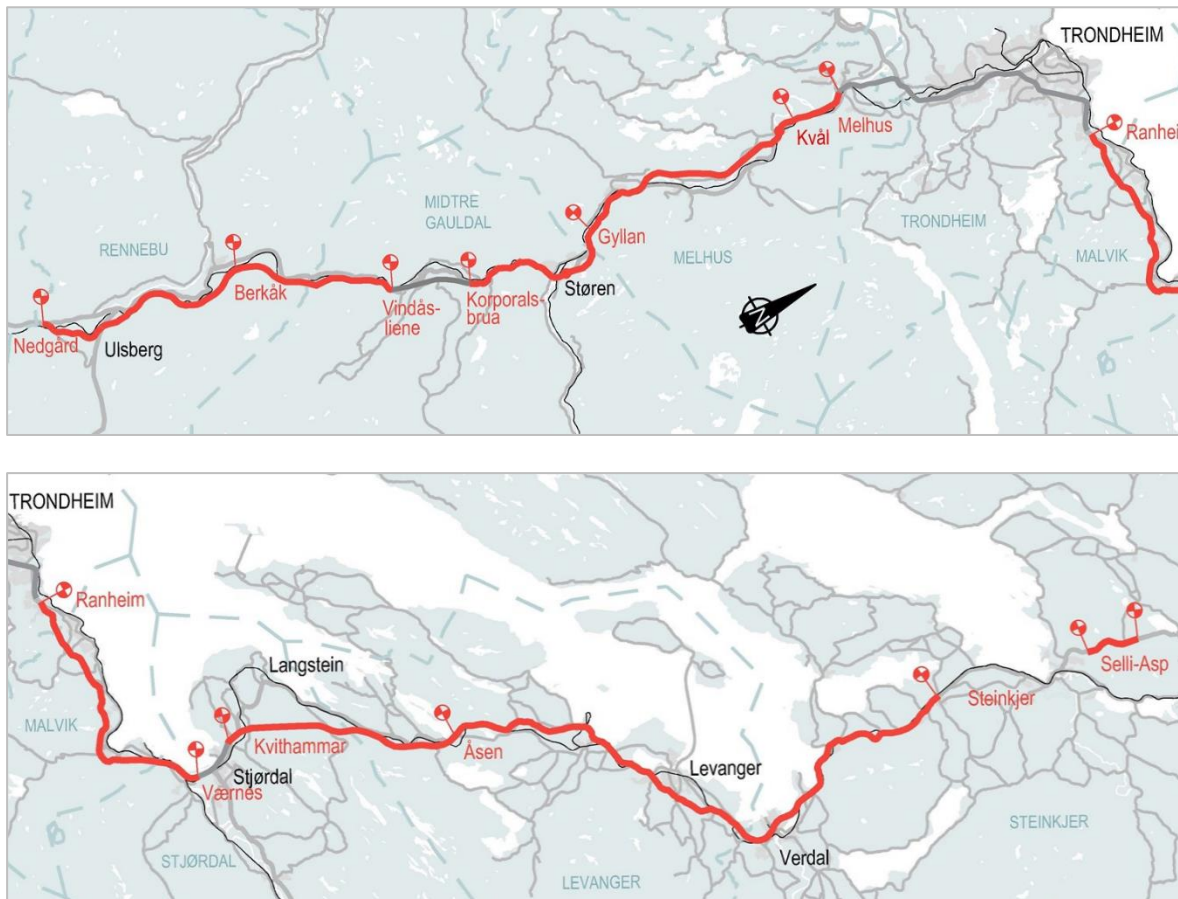 TRONDHEIM
Melhus
Ranhei
Kvål
MIDTRE
GAULDAL
RENNEBU
Gyllan
TRONDHEIM
MELHUS
MALVIK
Berkåk
Støren
Vindås-
liene
Korporals-
brua
Nedgård
Ulsberg
N
TRONDHEIM
Ranheim
Langstein
Selli-Asp
Steinkjer
MALVIK
Kvithammar
Åsen
Levanger
Stjørdal
Værnes
STEINKJER
Verdal
STJØRDAL
LEVANGER